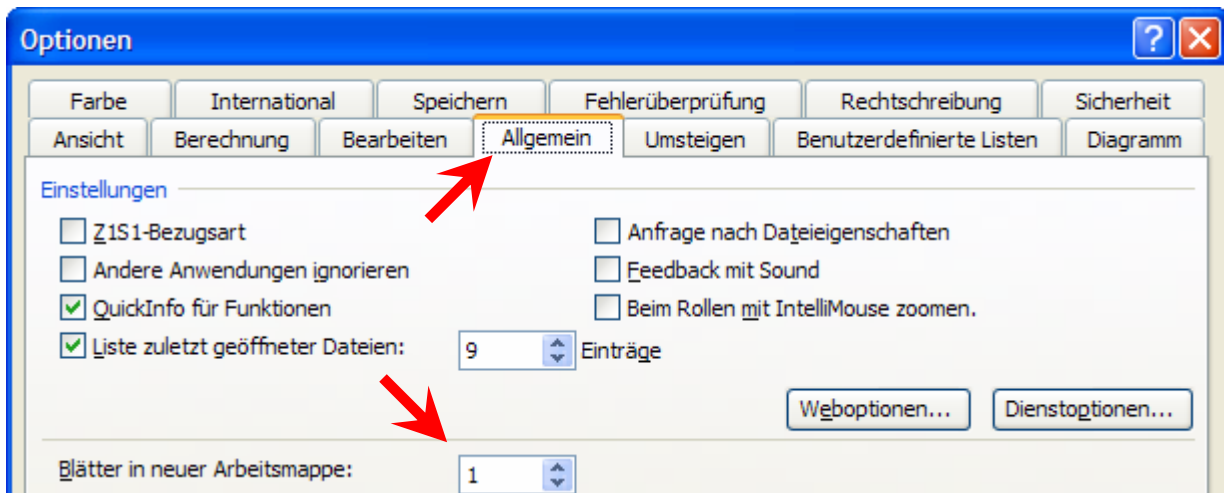 Optionen
Farbe International Speichern Fehlerüberprüfung Rechtschreibung Sicherheit
Ansicht Berechnung Bearbeiten Allgemein Umsteigen Benutzerdefinierte Listen Diagramm
Einstellungen
Z1S1-Bezugsart Anfrage nach Dateieigenschaften
Andere Anwendungen ignorieren Feedback mit Sound
QuickInfo für Funktionen Beim Rollen mit IntelliMouse zoomen.
Liste zuletzt geöffneter Dateien: 9 Einträge
Weboptionen... Dienstoptionen...
Blätter in neuer Arbeitsmappe: 1